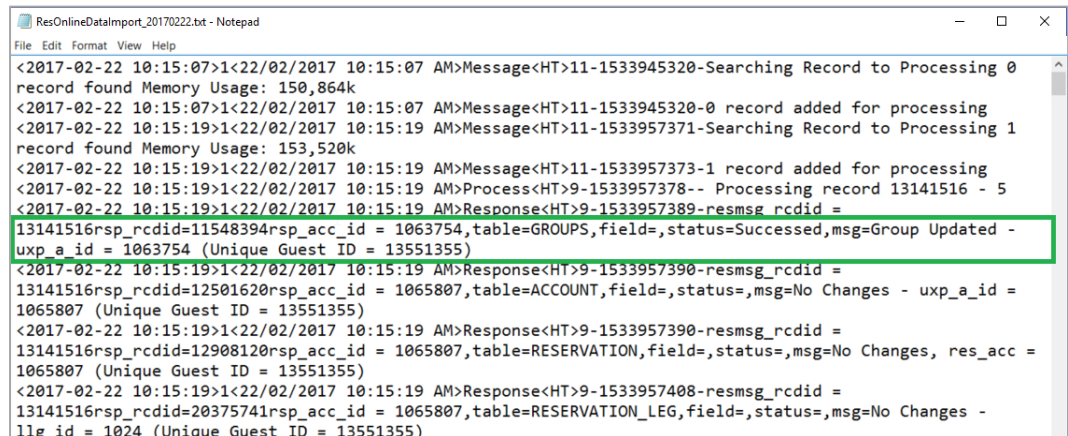 ResOnlineDataImport_20170222.txt - Notepad
File Edit Format View Help
<2017-02-22 10:15:07>1<22/02/2017 10:15:07 AM>Message<HT>11-1533945320-Searching Record to Processing 0
record found Memory Usage: 150,864k
<2017-02-22 10:15:07>1<22/02/2017 10:15:07 AM>Message<HT>11-1533945320-0 record added for processing
<2017-02-22 10:15:19>1<22/02/2017 10:15:19 AM>Message<HT>11-1533957371-Searching Record to Processing 1
record found Memory Usage: 153,520k
<2017-02-22 10:15:19>1<22/02/2017 10:15:19 AM>Message<HT>11-1533957373-1 record added for processing
<2017-02-22 10:15:19>1<22/02/2017 10:15:19 AM>Process<HT>9-1533957378-- Processing record 13141516 - 5
<2017-02-22 10:15:19>1<22/02/2017 10:15:19 AM>Response<HT>9-1533957389-resmsg_rcdid =
13141516rsp_rcdid=11548394rsp_acc_id = 1063754,table=GROUPS,field=,status=Successed,msg=Group Updated -
uxp_a_id = 1063754 (Unique Guest ID = 13551355)
<2017-02-22 10:15:19>1<22/02/2017 10:15:19 AM>Response<HT>9-1533957390-resmsg_rcdid =
13141516rsp_rcdid=12501620rsp_acc_id = 1065807,table=ACCOUNT,field=,status=,msg=No Changes - uxp_a_id =
1065807 (Unique Guest ID = 13551355)
<2017-02-22 10:15:19>1<22/02/2017 10:15:19 AM>Response<HT>9-1533957390-resmsg_rcdid =
13141516rsp_rcdid=12908120rsp_acc_id = 1065807,table=RESERVATION,field=,status=,msg=No Changes, res_acc =
1065807 (Unique Guest ID = 13551355)
<2017-02-22 10:15:19>1<22/02/2017 10:15:19 AM>Response<HT>9-1533957408-resmsg_rcdid =
13141516rsp_rcdid=20375741rsp_acc_id = 1065807,table=RESERVATION_LEG,field=,status=,msg=No Changes -
llg_id = 1024 (Unique Guest ID = 13551355)